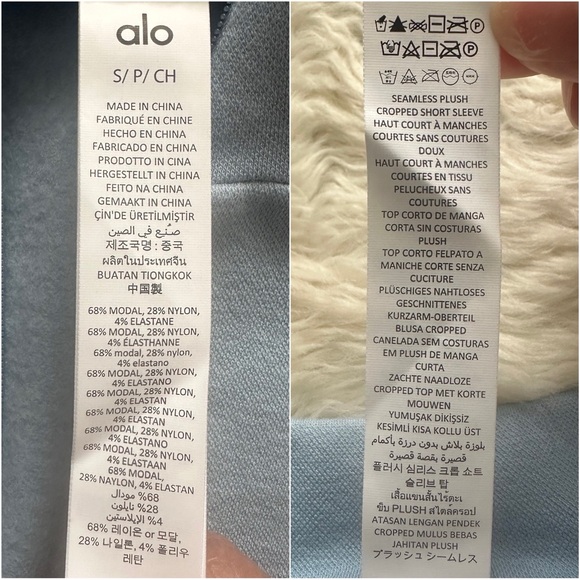 alo
S/ P/ CH
MADE IN CHINA
FABRIQUÉ EN CHINE
HECHO EN CHINA
FABRICADO EN CHINA
PRODOTTO IN CINA
HERGESTELLT IN CHINA
FEITO NA CHINA
GEMAAKT IN CHINA
ÇİN'DE ÜRETİLMİŞTİR
صنع في الصين
제조국명 : 중국
ผลิตในประเทศจีน
BUATAN TIONGKOK
中国製
68% MODAL, 28% NYLON,
4% ELASTANE
68% MODAL, 28% NYLON,
4% ÉLASTHANNE
68% modal, 28% nylon,
4% elastano
68% MODAL, 28% NYLON,
4% ELASTANO
68% MODAL, 28% NYLON,
4% ELASTAN
68% MODAL, 28% NYLON,
4% ELASTANO
68% MODAL, 28% NYLON,
4% ELASTAAN
68% MODAL,
28% NAYLON, 4% ELASTAN
68% مودال
28% نايلون
4% الإيلاستين
68% 레이온 or 모달,
28% 나일론, 4% 폴리우
레탄
SEAMLESS PLUSH
CROPPED SHORT SLEEVE
HAUT COURT À MANCHES
COURTES SANS COUTURES
DOUX
HAUT COURT À MANCHES
COURTES EN TISSU
PELUCHEUX SANS
COUTURES
TOP CORTO DE MANGA
CORTA SIN COSTURAS
PLUSH
TOP CORTO FELPATO A
MANICHE CORTE SENZA
CUCITURE
PLÜSCHIGES NAHTLOSES
GESCHNITTENES
KURZARM-OBERTEIL
BLUSA CROPPED
CANELADA SEM COSTURAS
EM PLUSH DE MANGA
CURTA
ZACHTE NAADLOZE
CROPPED TOP MET KORTE
MOUWEN
YUMUŞAK DİKİŞSİZ
KESİMLİ KISA KOLLU ÜST
بلوزة بلاش بدون درزة بأكمام
قصيرة بقصة قصيرة
플러시 심리스 크롭 쇼트
슬리브 탑
เสื้อแขนสั้นไร้ตะเ
ข็บ PLUSH สไตล์ครอป
ATASAN LENGAN PENDEK
CROPPED MULUS BEBAS
JAHITAN PLUSH
プラッシュ シームレス